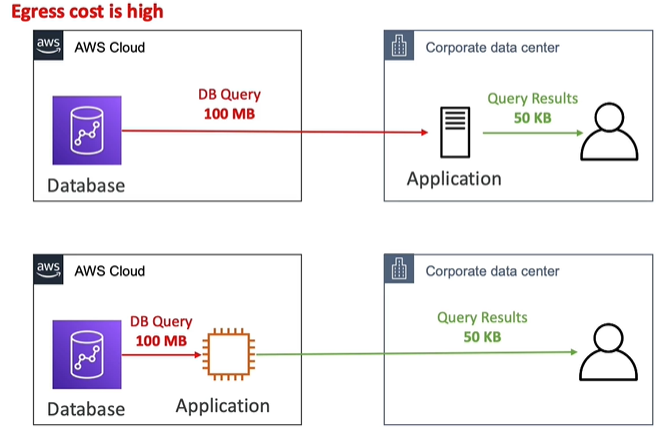 Egress cost is high
aws AWS Cloud
Corporate data center
DB Query
100 MB
Query Results
50 KB
Database
Application
aws AWS Cloud
Corporate data center
DB Query
100 MB
Query Results
50 KB
Database
Application